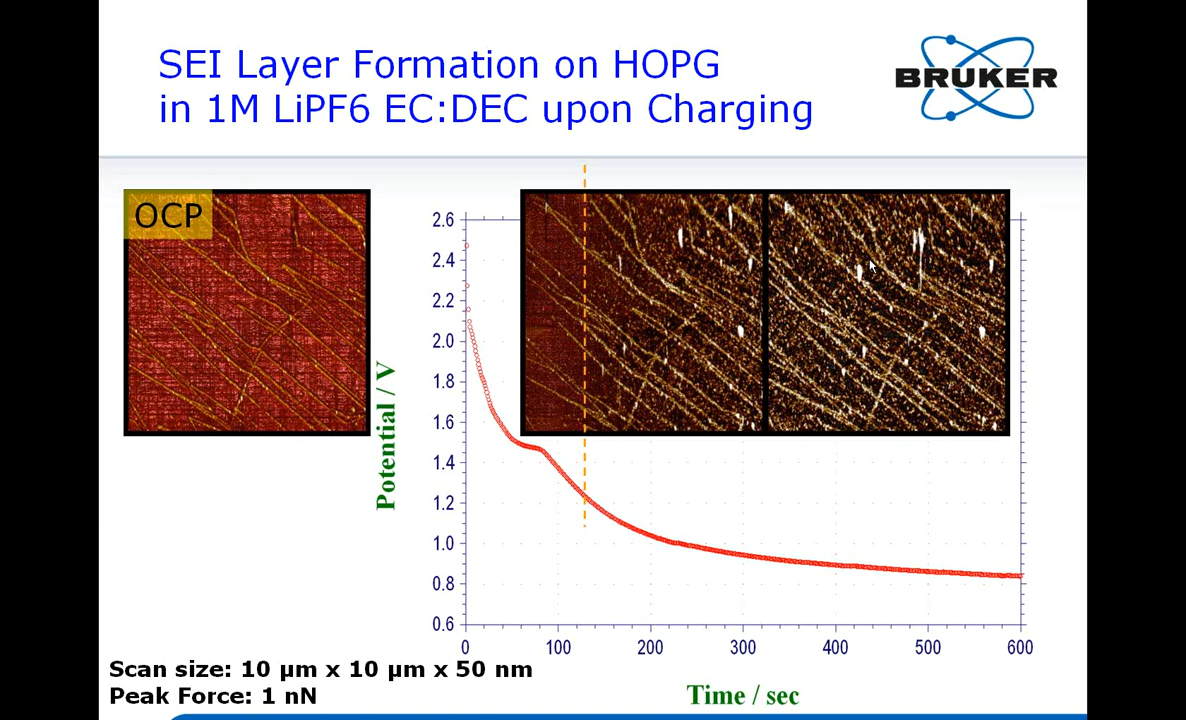 SEI Layer Formation on HOPG
in 1M LiPF6 EC:DEC upon Charging
BRUKER
OCP
2.6
2.4
2.2
2.0
1.8
1.6
1.4
1.2
1.0
0.8
0.6
Potential / V
0 100 200 300 400 500 600
Time / sec
Scan size: 10 µm x 10 µm x 50 nm
Peak Force: 1 nN